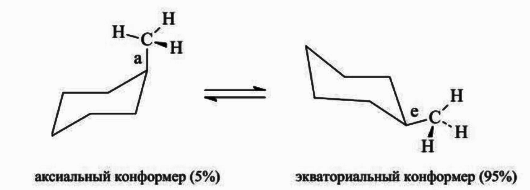 H
H
C
H
а
е
C
H
H
H
аксиальный конформер (5%)
экваториальный конформер (95%)